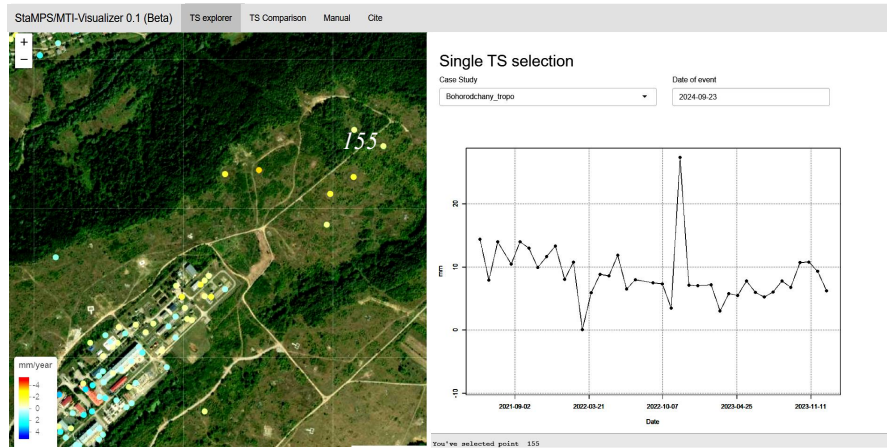 StaMPS/MTI-Visualizer 0.1 (Beta) TS explorer TS Comparison Manual Cite
+
−
155
mm/year
-4
-2
0
2
4
Single TS selection
Case Study Date of event
Bohorodchany_tropo 2024-09-23
mm
20
10
0
-10
2021-09-02 2022-03-21 2022-10-07 2023-04-25 2023-11-11
Date
You've selected point 155